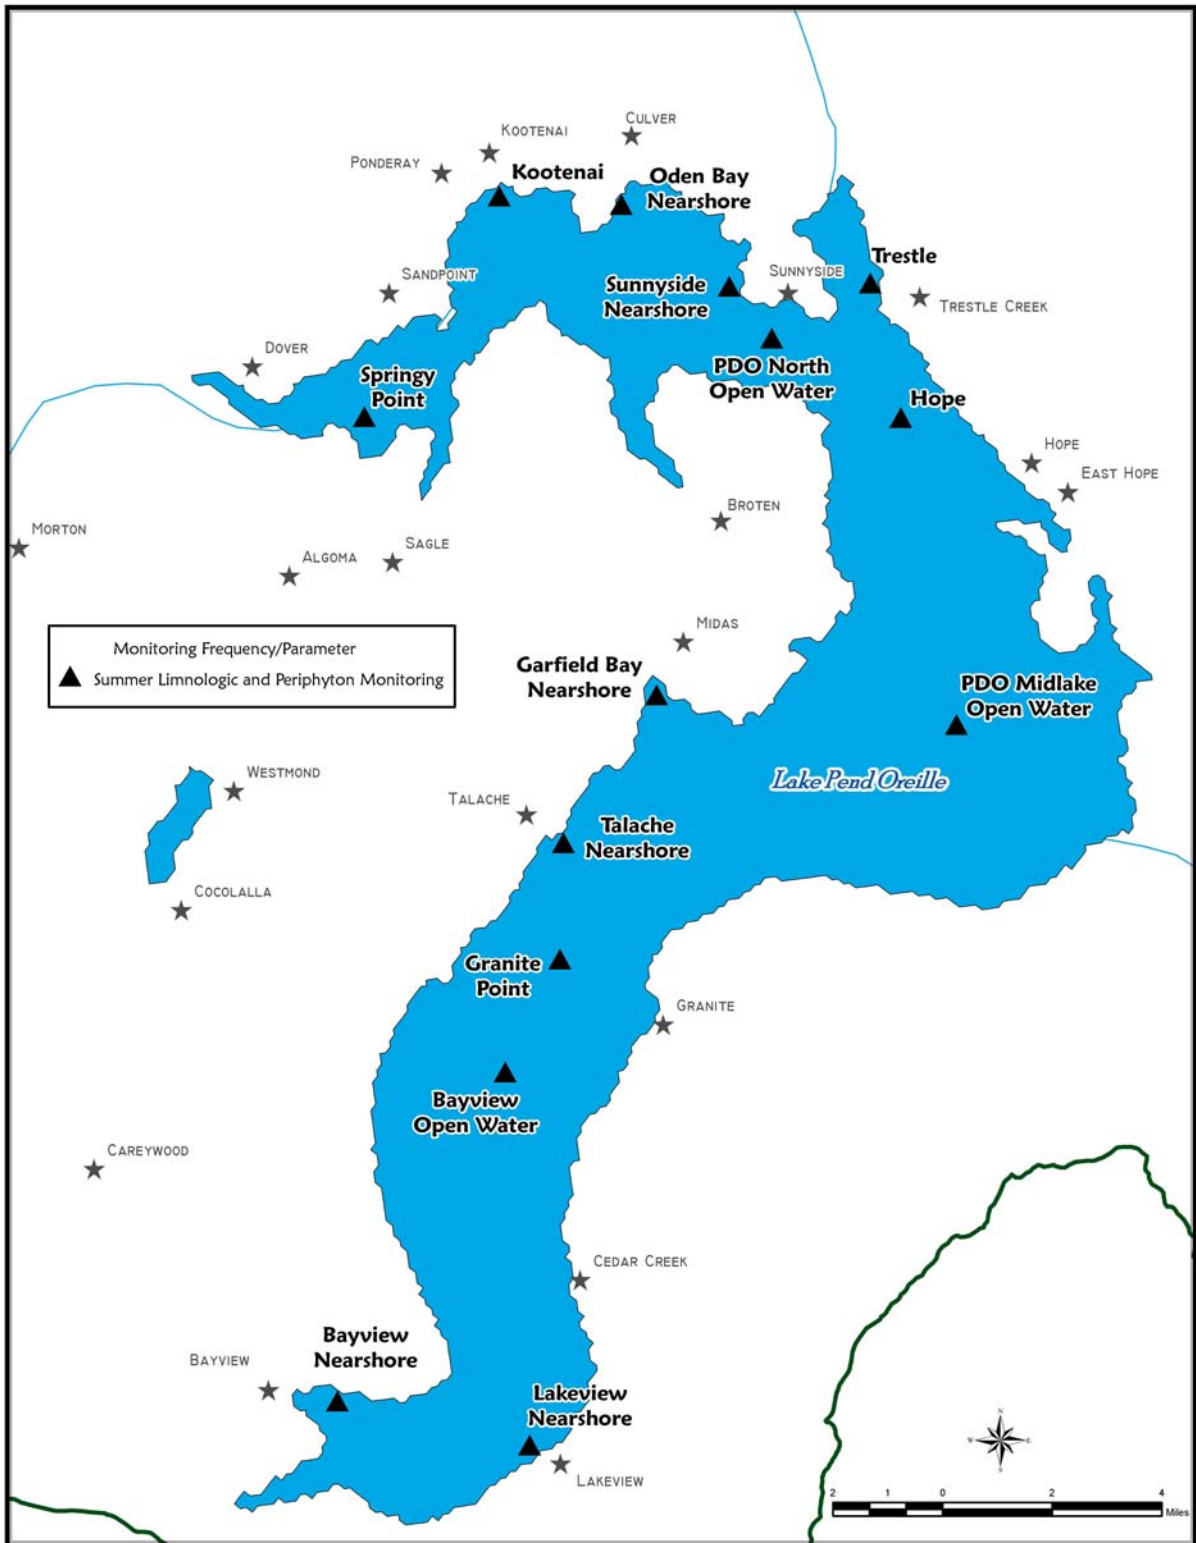 CULVER
KOOTENAI
PONDERAY
Kootenai
Oden Bay
Nearshore
Trestle
SUNNYSIDE
SANDPOINT
Sunnyside
Nearshore
TRESTLE CREEK
DOVER
Springy
Point
PDO North
Open Water
Hope
HOPE
EAST HOPE
BROTEN
MORTON
SAGLE
ALGOMA
MIDAS
Monitoring Frequency/Parameter
Summer Limnologic and Periphyton Monitoring
Garfield Bay
Nearshore
PDO Midlake
Open Water
WESTMOND
Lake Pend Oreille
TALACHE
Talache
Nearshore
COCOLALLA
Granite
Point
GRANITE
Bayview
Open Water
CAREYWOOD
CEDAR CREEK
Bayview
Nearshore
BAYVIEW
Lakeview
Nearshore
LAKEVIEW
N
W E
S
2 1 0 2 4
Miles